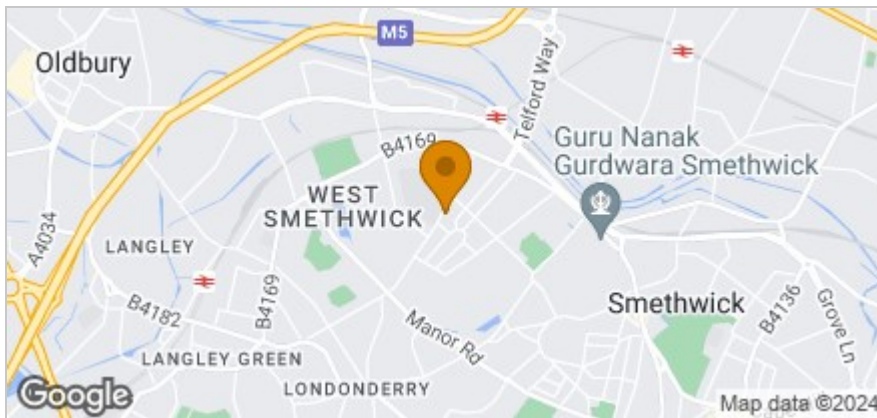 M5
Oldbury
Telford Way
B4169
Guru Nanak
Gurdwara Smethwick
WEST
SMETHWICK
A4034
LANGLEY
B4169
B4182
Smethwick
B4136
Grove Ln
Manor Rd
LANGLEY GREEN
LONDONDERRY
Google
Map data ©2024